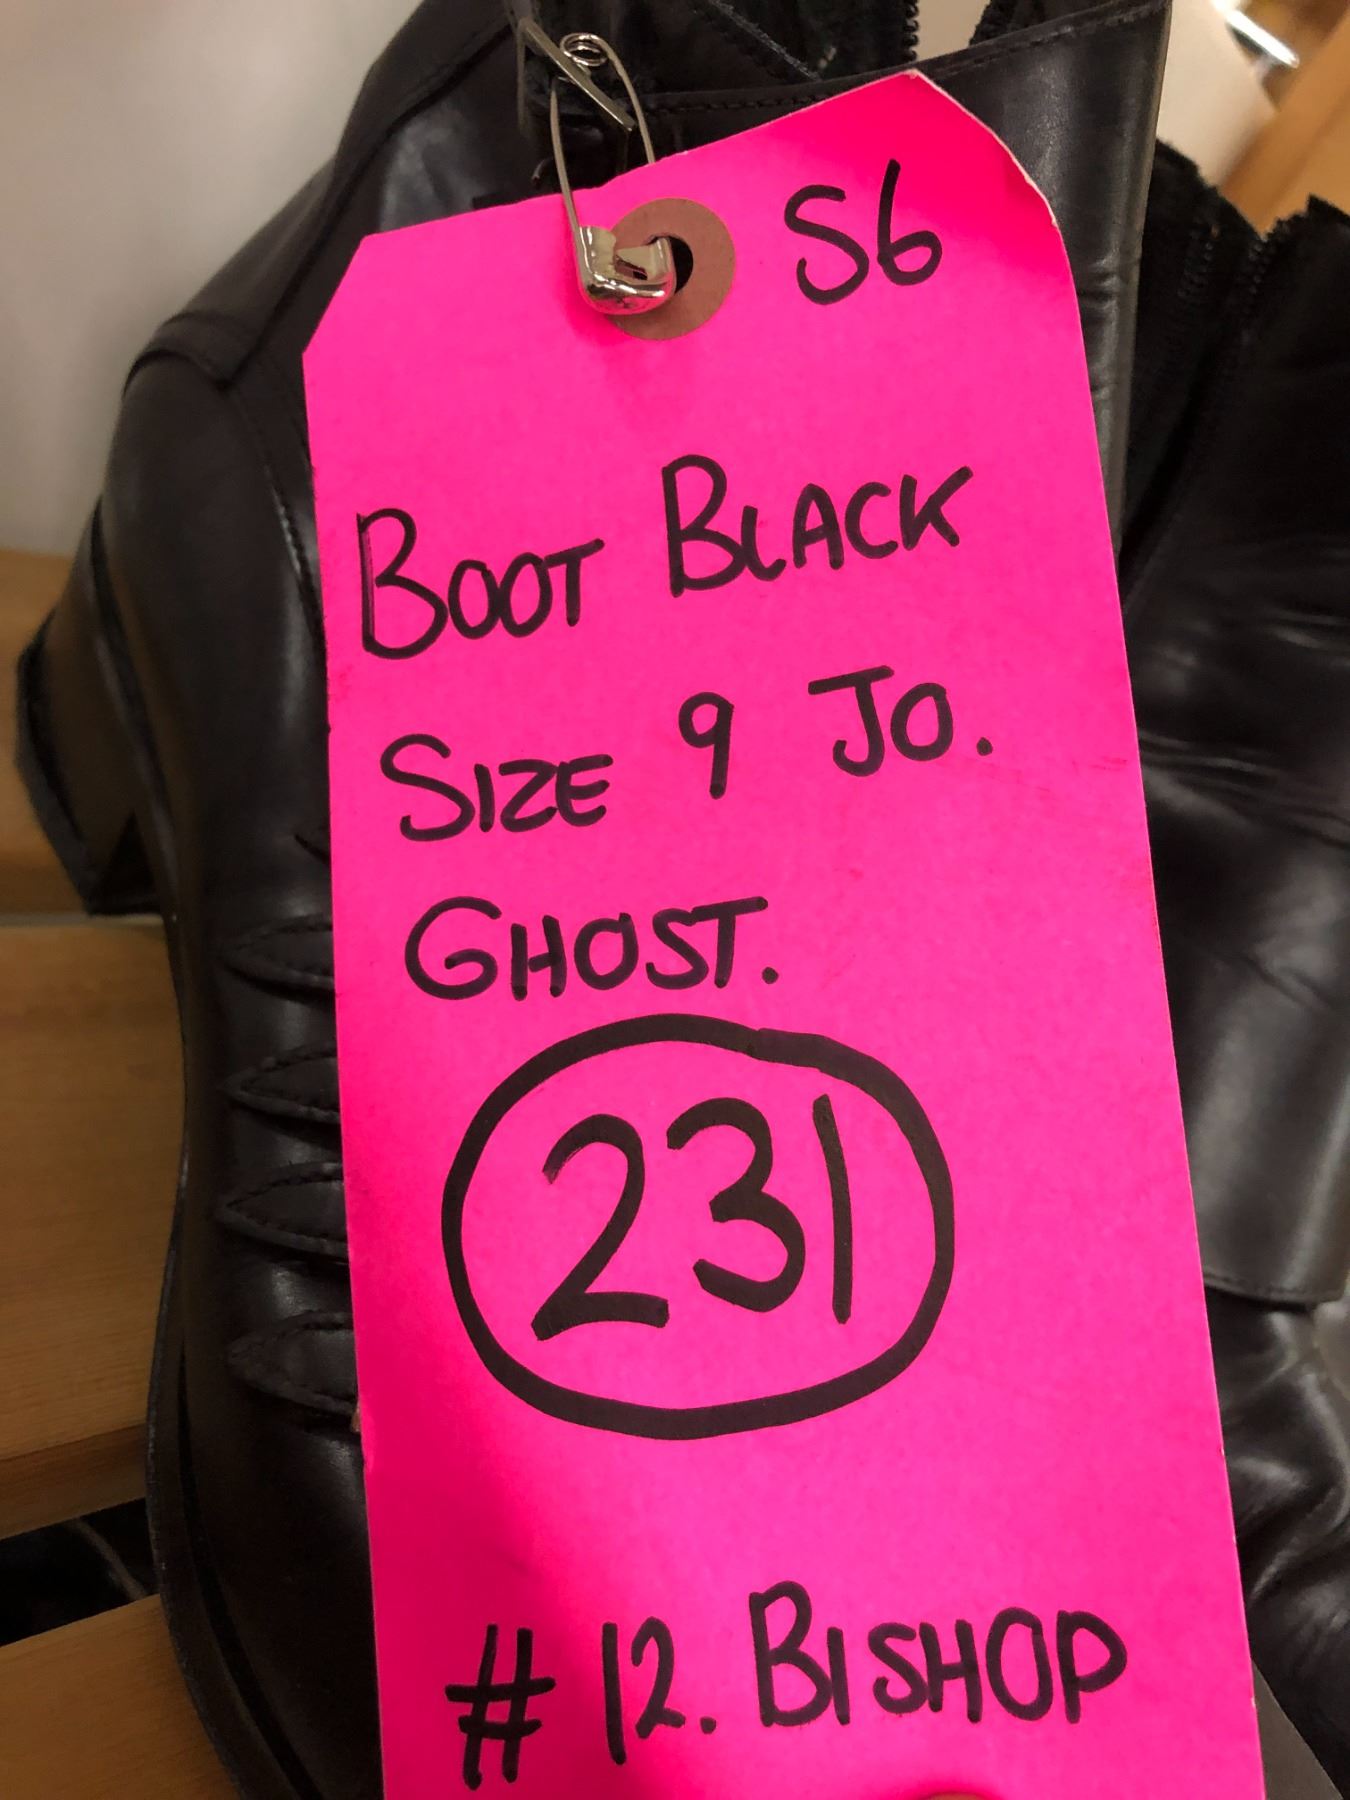 S6
BOOT BLACK
SIZE 9 JO.
GHOST.
231
# 12. BISHOP